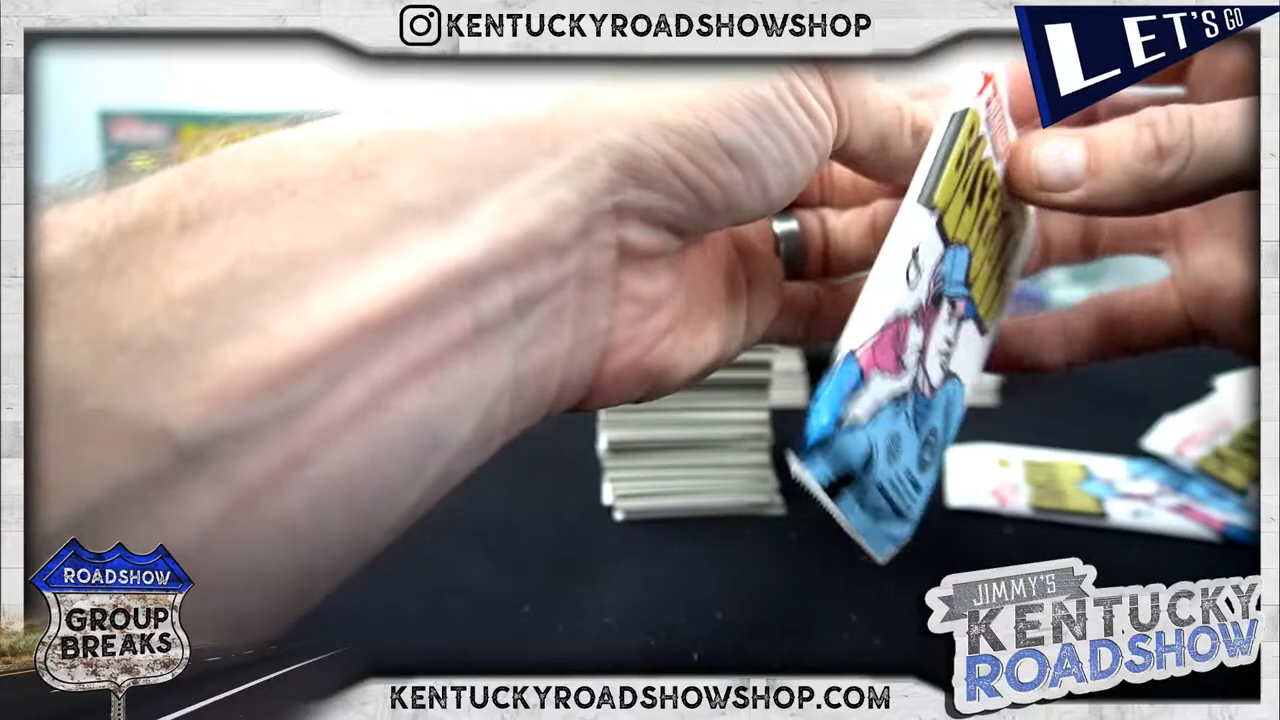 KENTUCKYROADSHOWSHOP
LET'S GO
ROADSHOW
GROUP
BREAKS
JIMMY'S
KENTUCKY
ROADSHOW
KENTUCKYROADSHOWSHOP.COM